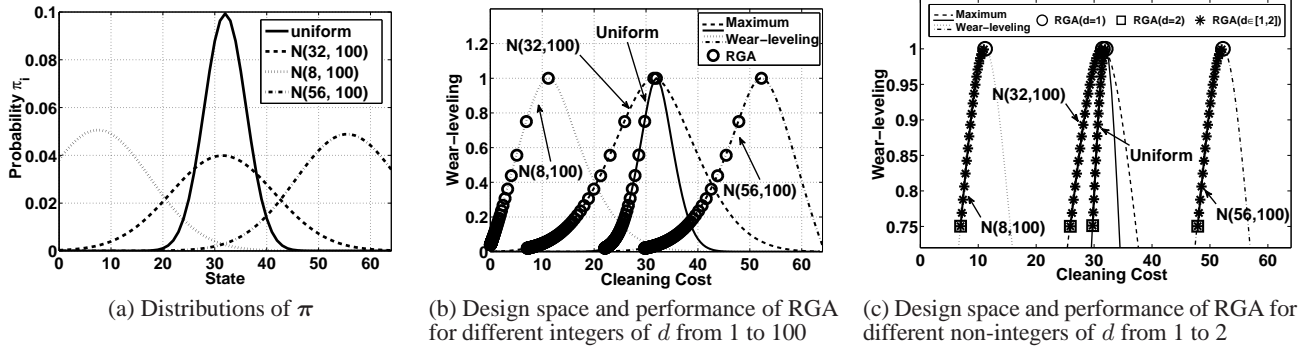 0.1
0.08
0.06
0.04
0.02
0
Probability π_i
uniform
N(32, 100)
N(8, 100)
N(56, 100)
0 10 20 30 40 50 60
State
(a) Distributions of π
1.2
1
0.8
0.6
0.4
0.2
0
Wear−leveling
N(32,100)
Uniform
Maximum
Wear−leveling
RGA
N(8,100)
N(56,100)
0 10 20 30 40 50 60
Cleaning Cost
(b) Design space and performance of RGA
for different integers of d from 1 to 100
Maximum
Wear−leveling
RGA(d=1)
RGA(d=2)
RGA(d∈[1,2])
1
0.95
0.9
0.85
0.8
0.75
Wear−leveling
N(32,100)
Uniform
N(8,100)
N(56,100)
0 10 20 30 40 50 60
Cleaning Cost
(c) Design space and performance of RGA for
different non-integers of d from 1 to 2